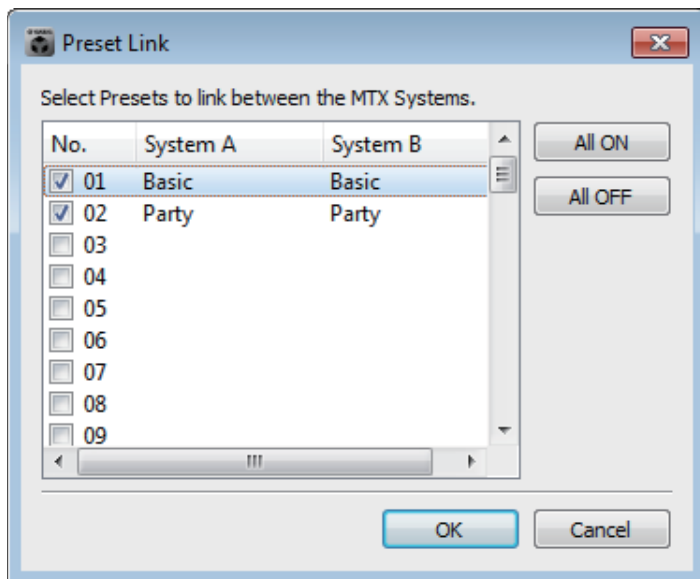 Preset Link
Select Presets to link between the MTX Systems.
No. System A System B
01 Basic Basic
02 Party Party
03
04
05
06
07
08
09
All ON
All OFF
OK Cancel